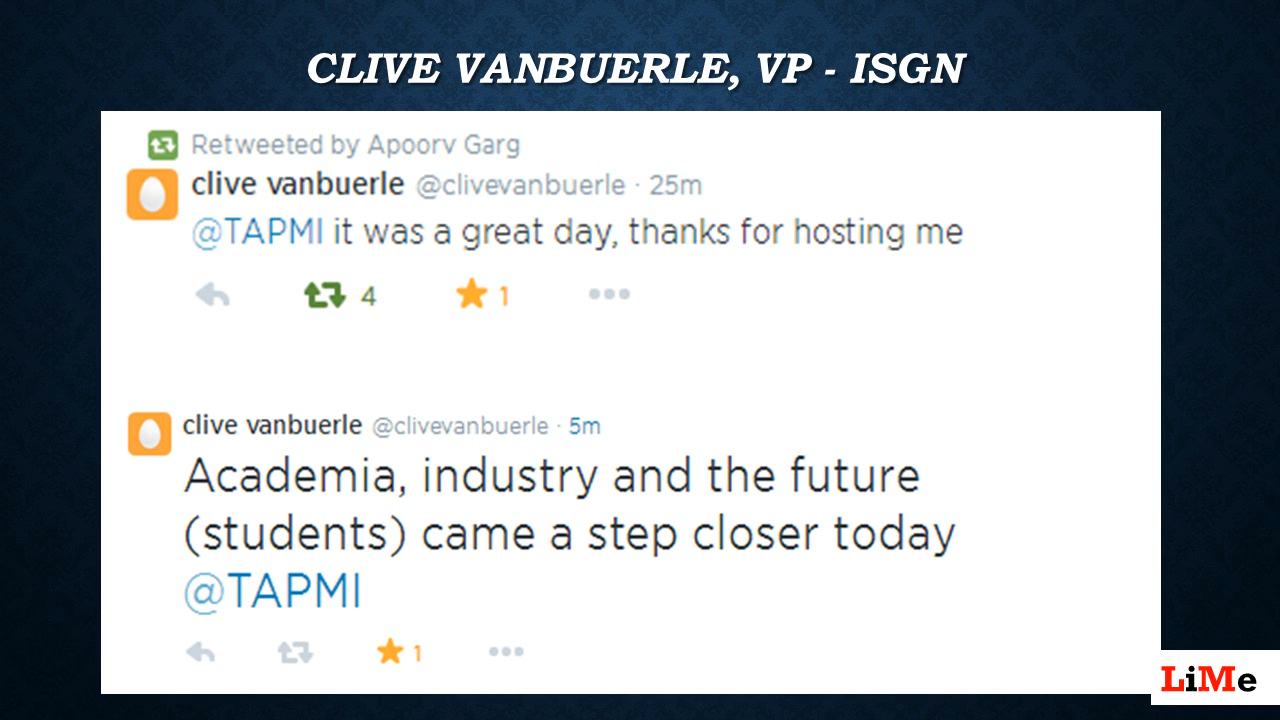 CLIVE VANBUERLE, VP - ISGN
Retweeted by Apoorv Garg
clive vanbuerle @clivevanbuerle · 25m
@TAPMI it was a great day, thanks for hosting me
4 1
clive vanbuerle @clivevanbuerle · 5m
Academia, industry and the future
(students) came a step closer today
@TAPMI
1
LiMe